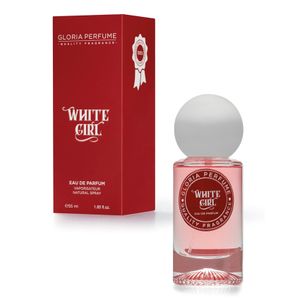 GLORIA PERFUME
QUALITY FRAGRANCE
WHITE
GIRL
EAU DE PARFUM
VAPORISATEUR
NATURAL SPRAY
℮55 ml 1.85 fl.oz.
GLORIA PERFUME
WHITE
GIRL
EAU DE PARFUM
QUALITY FRAGRANCE